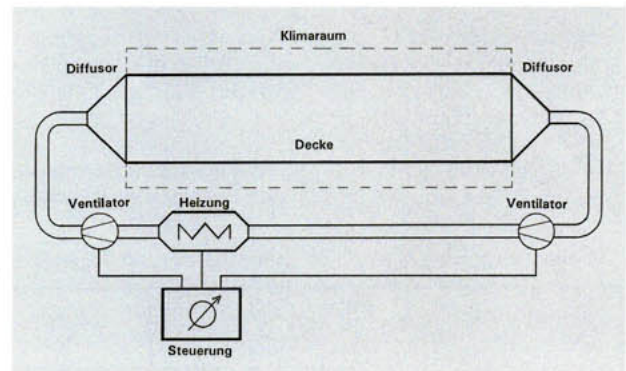 Klimaraum
Diffusor
Diffusor
Decke
Ventilator
Heizung
Ventilator
Steuerung